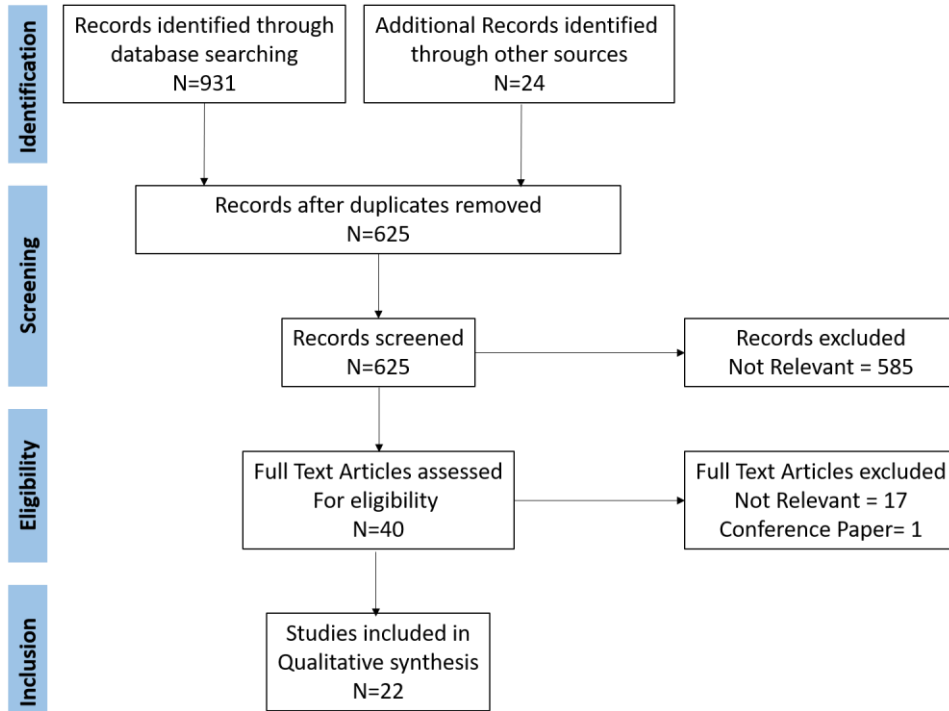 Identification
Records identified through
database searching
N=931
Additional Records identified
through other sources
N=24
Screening
Records after duplicates removed
N=625
Records screened
N=625
Records excluded
Not Relevant = 585
Eligibility
Full Text Articles assessed
For eligibility
N=40
Full Text Articles excluded
Not Relevant = 17
Conference Paper= 1
Inclusion
Studies included in
Qualitative synthesis
N=22